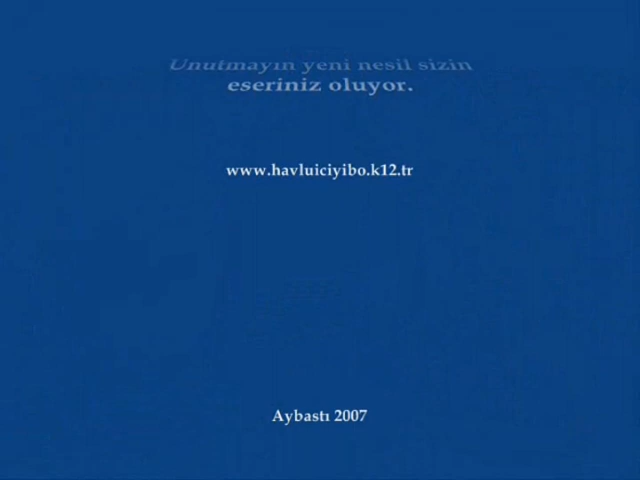 Unutmayın yeni nesil sizin
eseriniz oluyor.
www.havluiciyibo.k12.tr
Aybastı 2007